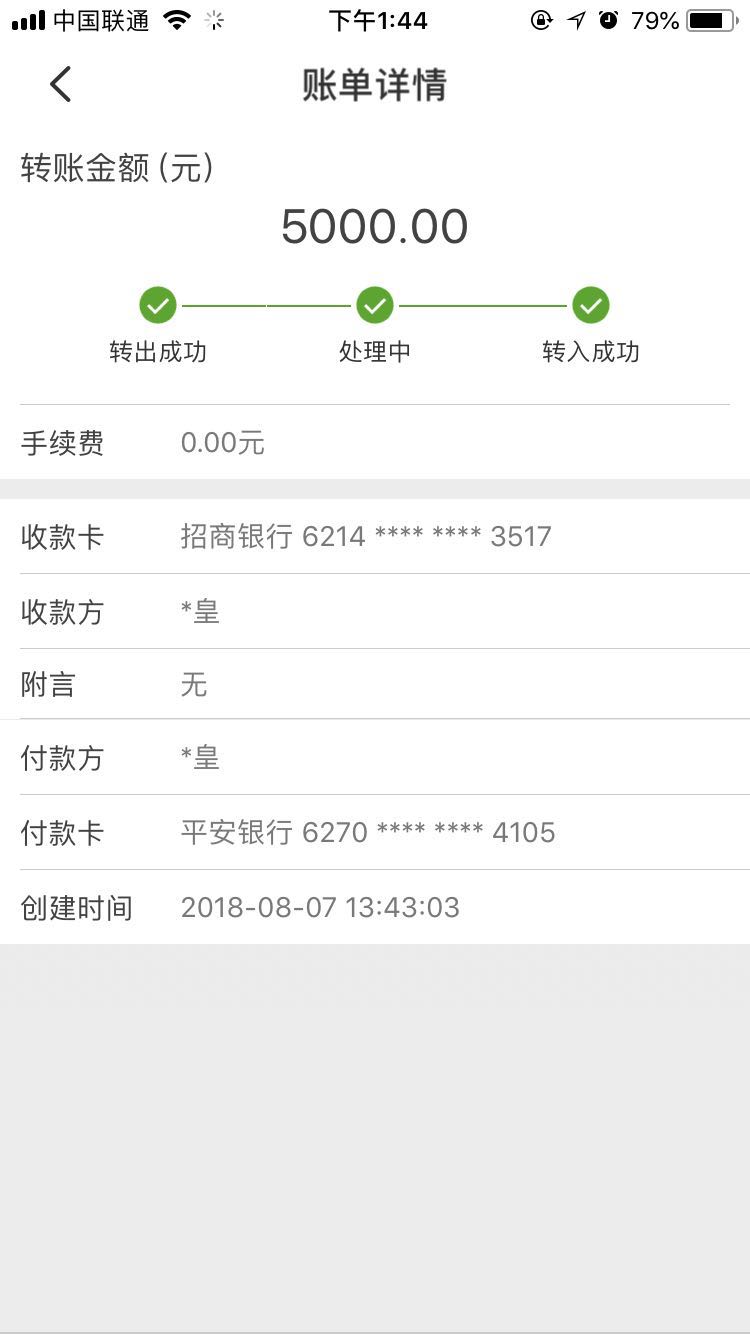 中国联通 下午1:44 79%
账单详情
转账金额 (元)
5000.00
转出成功 处理中 转入成功
手续费 0.00元
收款卡 招商银行 6214 **** **** 3517
收款方 *皇
附言 无
付款方 *皇
付款卡 平安银行 6270 **** **** 4105
创建时间 2018-08-07 13:43:03